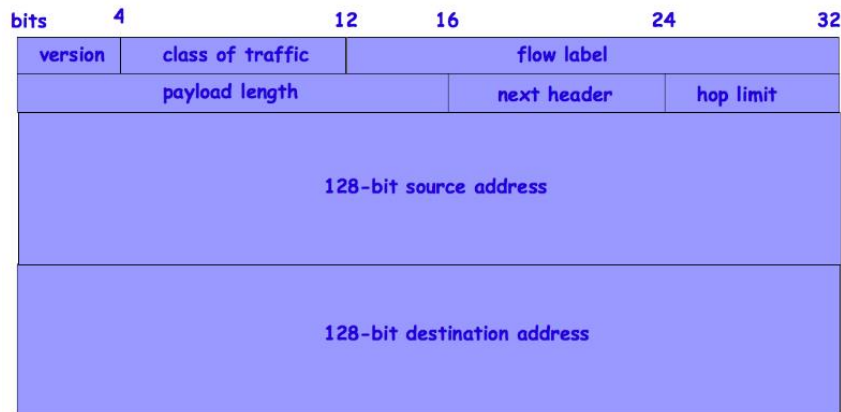 bits 4 12 16 24 32
version class of traffic flow label
payload length next header hop limit
128-bit source address
128-bit destination address